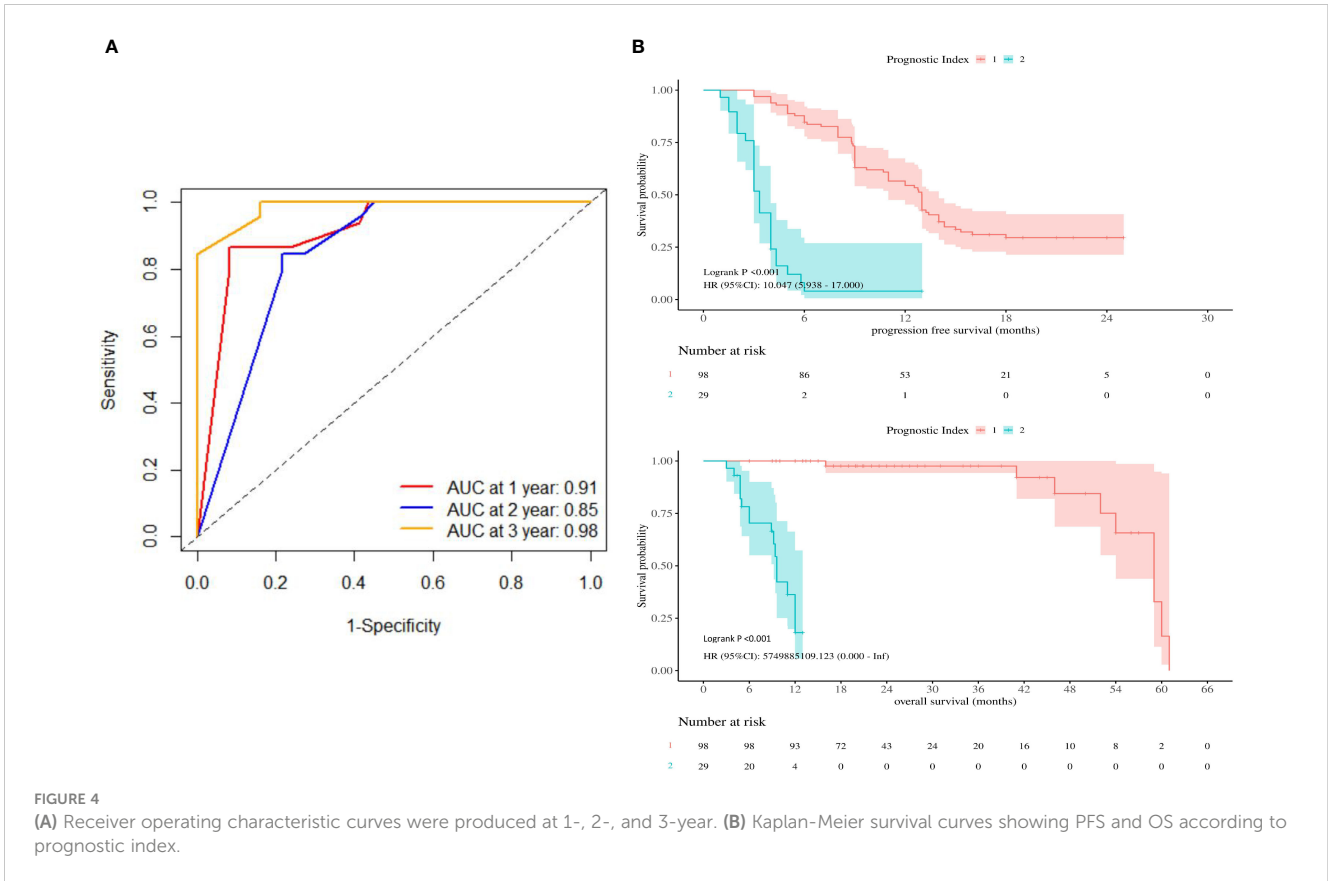 A
1.0
0.8
0.6
0.4
0.2
0.0
Sensitivity
AUC at 1 year: 0.91
AUC at 2 year: 0.85
AUC at 3 year: 0.98
0.0 0.2 0.4 0.6 0.8 1.0
1-Specificity
B
Prognostic Index 1 2
1.00
0.75
0.50
0.25
0.00
Survival probability
Logrank P <0.001
HR (95%CI): 10.047 (5.938 - 17.000)
0 6 12 18 24 30
progression free survival (months)
Number at risk
1 98 86 53 21 5 0
2 29 2 1 0 0 0
Prognostic Index 1 2
1.00
0.75
0.50
0.25
0.00
Survival probability
Logrank P <0.001
HR (95%CI): 5749885109.123 (0.000 - Inf)
0 6 12 18 24 30 36 42 48 54 60 66
overall survival (months)
Number at risk
1 98 98 93 72 43 24 20 16 10 8 2 0
2 29 20 4 0 0 0 0 0 0 0 0 0
FIGURE 4
(A) Receiver operating characteristic curves were produced at 1-, 2-, and 3-year. (B) Kaplan-Meier survival curves showing PFS and OS according to
prognostic index.